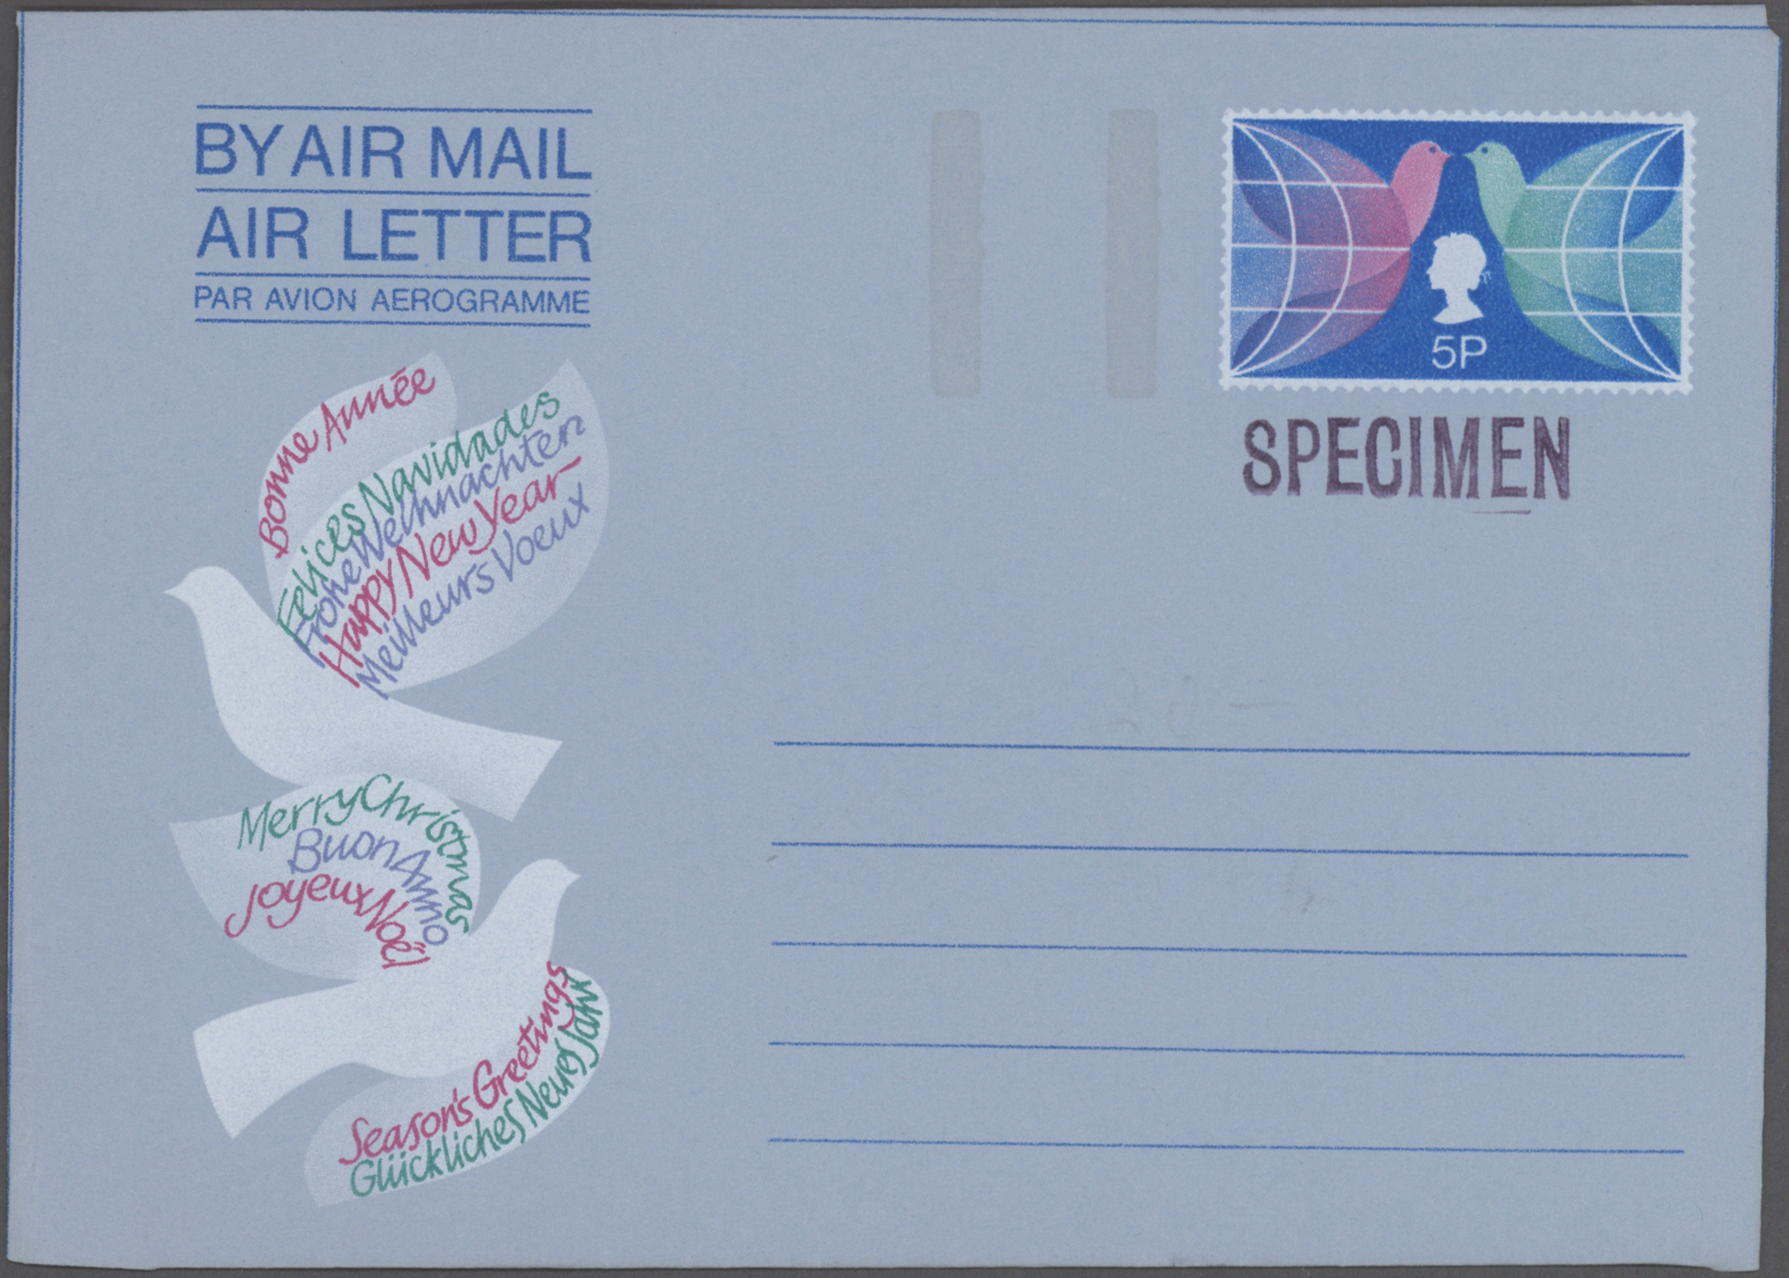 BY AIR MAIL
AIR LETTER
PAR AVION AEROGRAMME
5P
SPECIMEN
Bonne Année
Felices Navidades
Frohe Weihnachten
Happy New Year
Meilleurs Voeux
Merry Christmas
Buon Anno
Joyeux Noël
Season's Greetings
Glückliches Neues Jahr